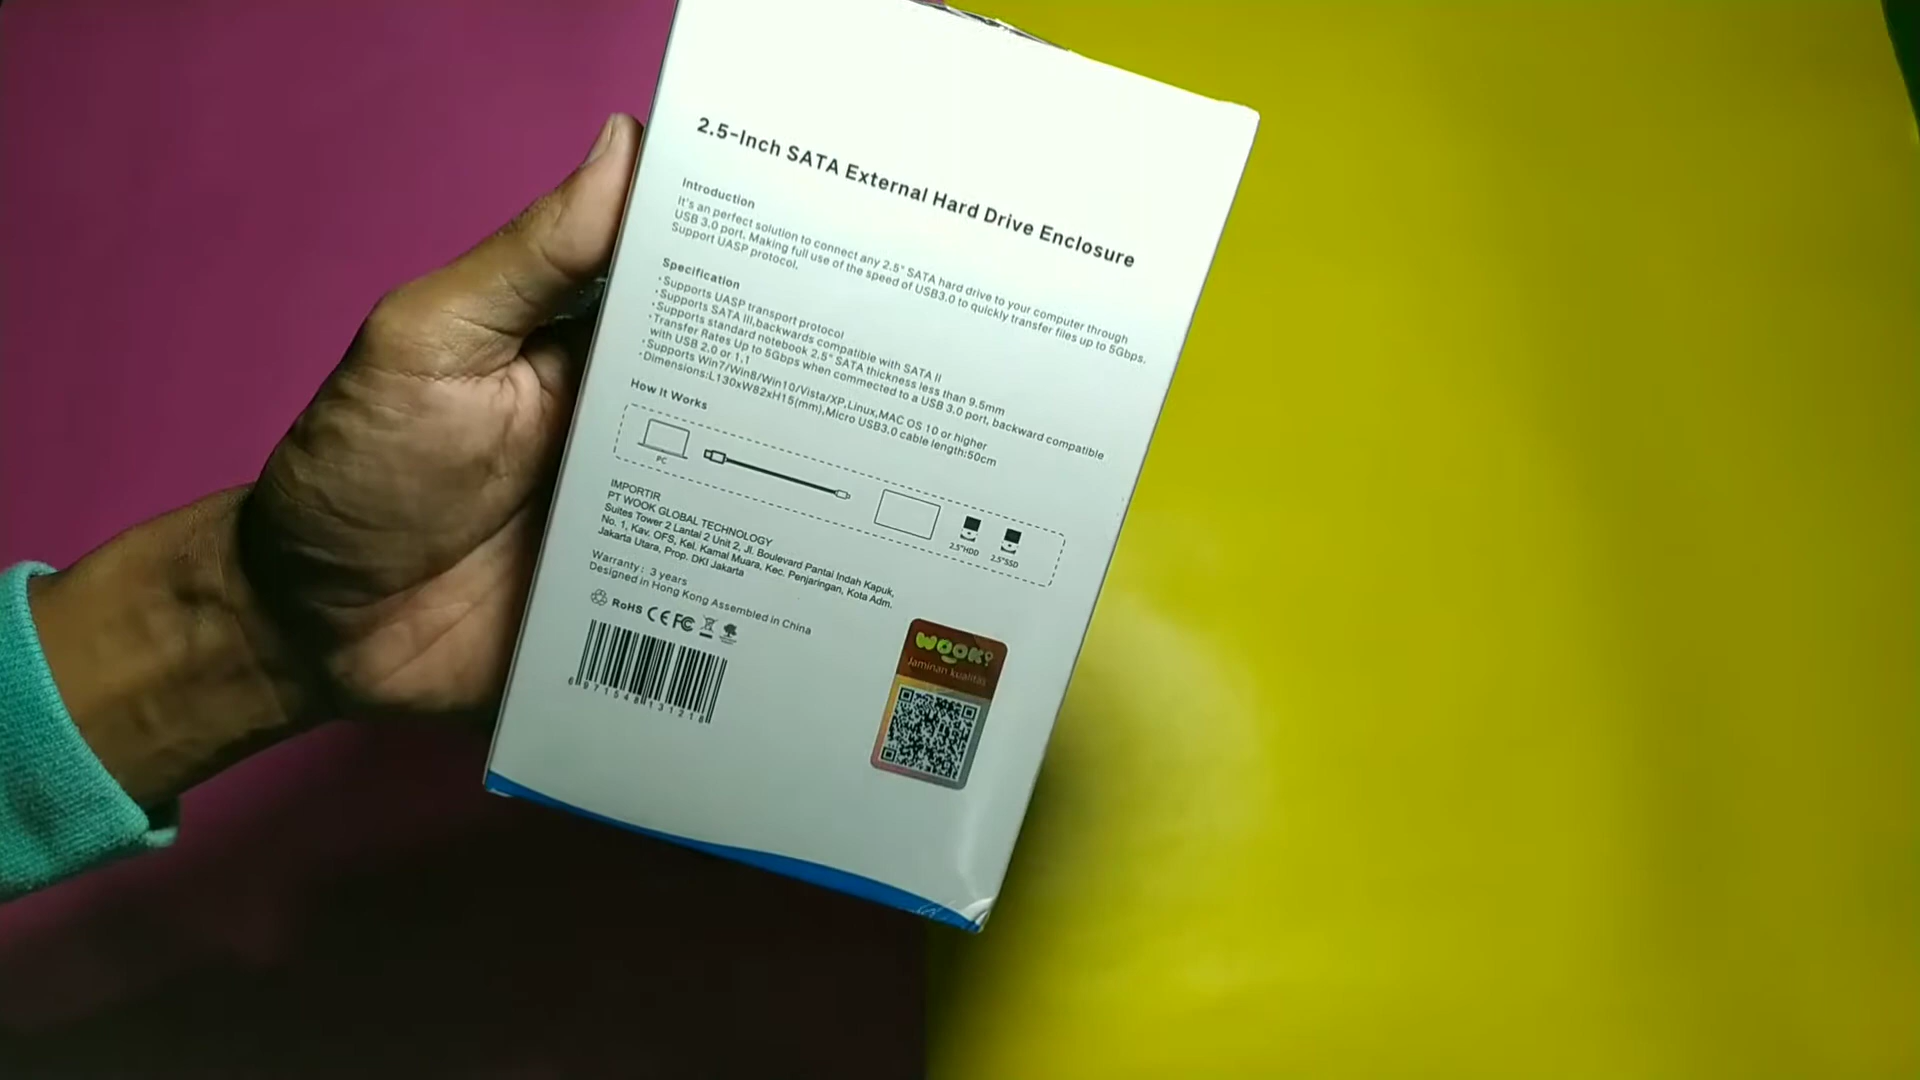 2.5-Inch SATA External Hard Drive Enclosure
Introduction
It's an perfect solution to connect any 2.5" SATA hard drive to your computer through
USB 3.0 port. Making full use of the speed of USB3.0 to quickly transfer files up to 5Gbps.
Support UASP protocol.
Specification
·Supports UASP transport protocol
·Supports SATA III,backwards compatible with SATA II
·Supports standard notebook 2.5" SATA thickness less than 9.5mm
·Transfer Rates Up to 5Gbps when commected to a USB 3.0 port, backward compatible
with USB 2.0 or 1.1
·Supports Win7/Win8/Win10/Vista/XP,Linux,MAC OS 10 or higher
·Dimensions:L130xW82xH15(mm),Micro USB3.0 cable length:50cm
How It Works
PC
2.5"HDD 2.5"SSD
IMPORTIR
PT WOOK GLOBAL TECHNOLOGY
Suites Tower 2 Lantai 2 Unit 2, Jl. Boulevard Pantai Indah Kapuk,
No. 1, Kav. OFS, Kel. Kamal Muara, Kec. Penjaringan, Kota Adm.
Jakarta Utara, Prop. DKI Jakarta
Warranty: 3 years
Designed in Hong Kong Assembled in China
RoHS CE FC
6 971548 131218
WOOK
Jaminan kualitas